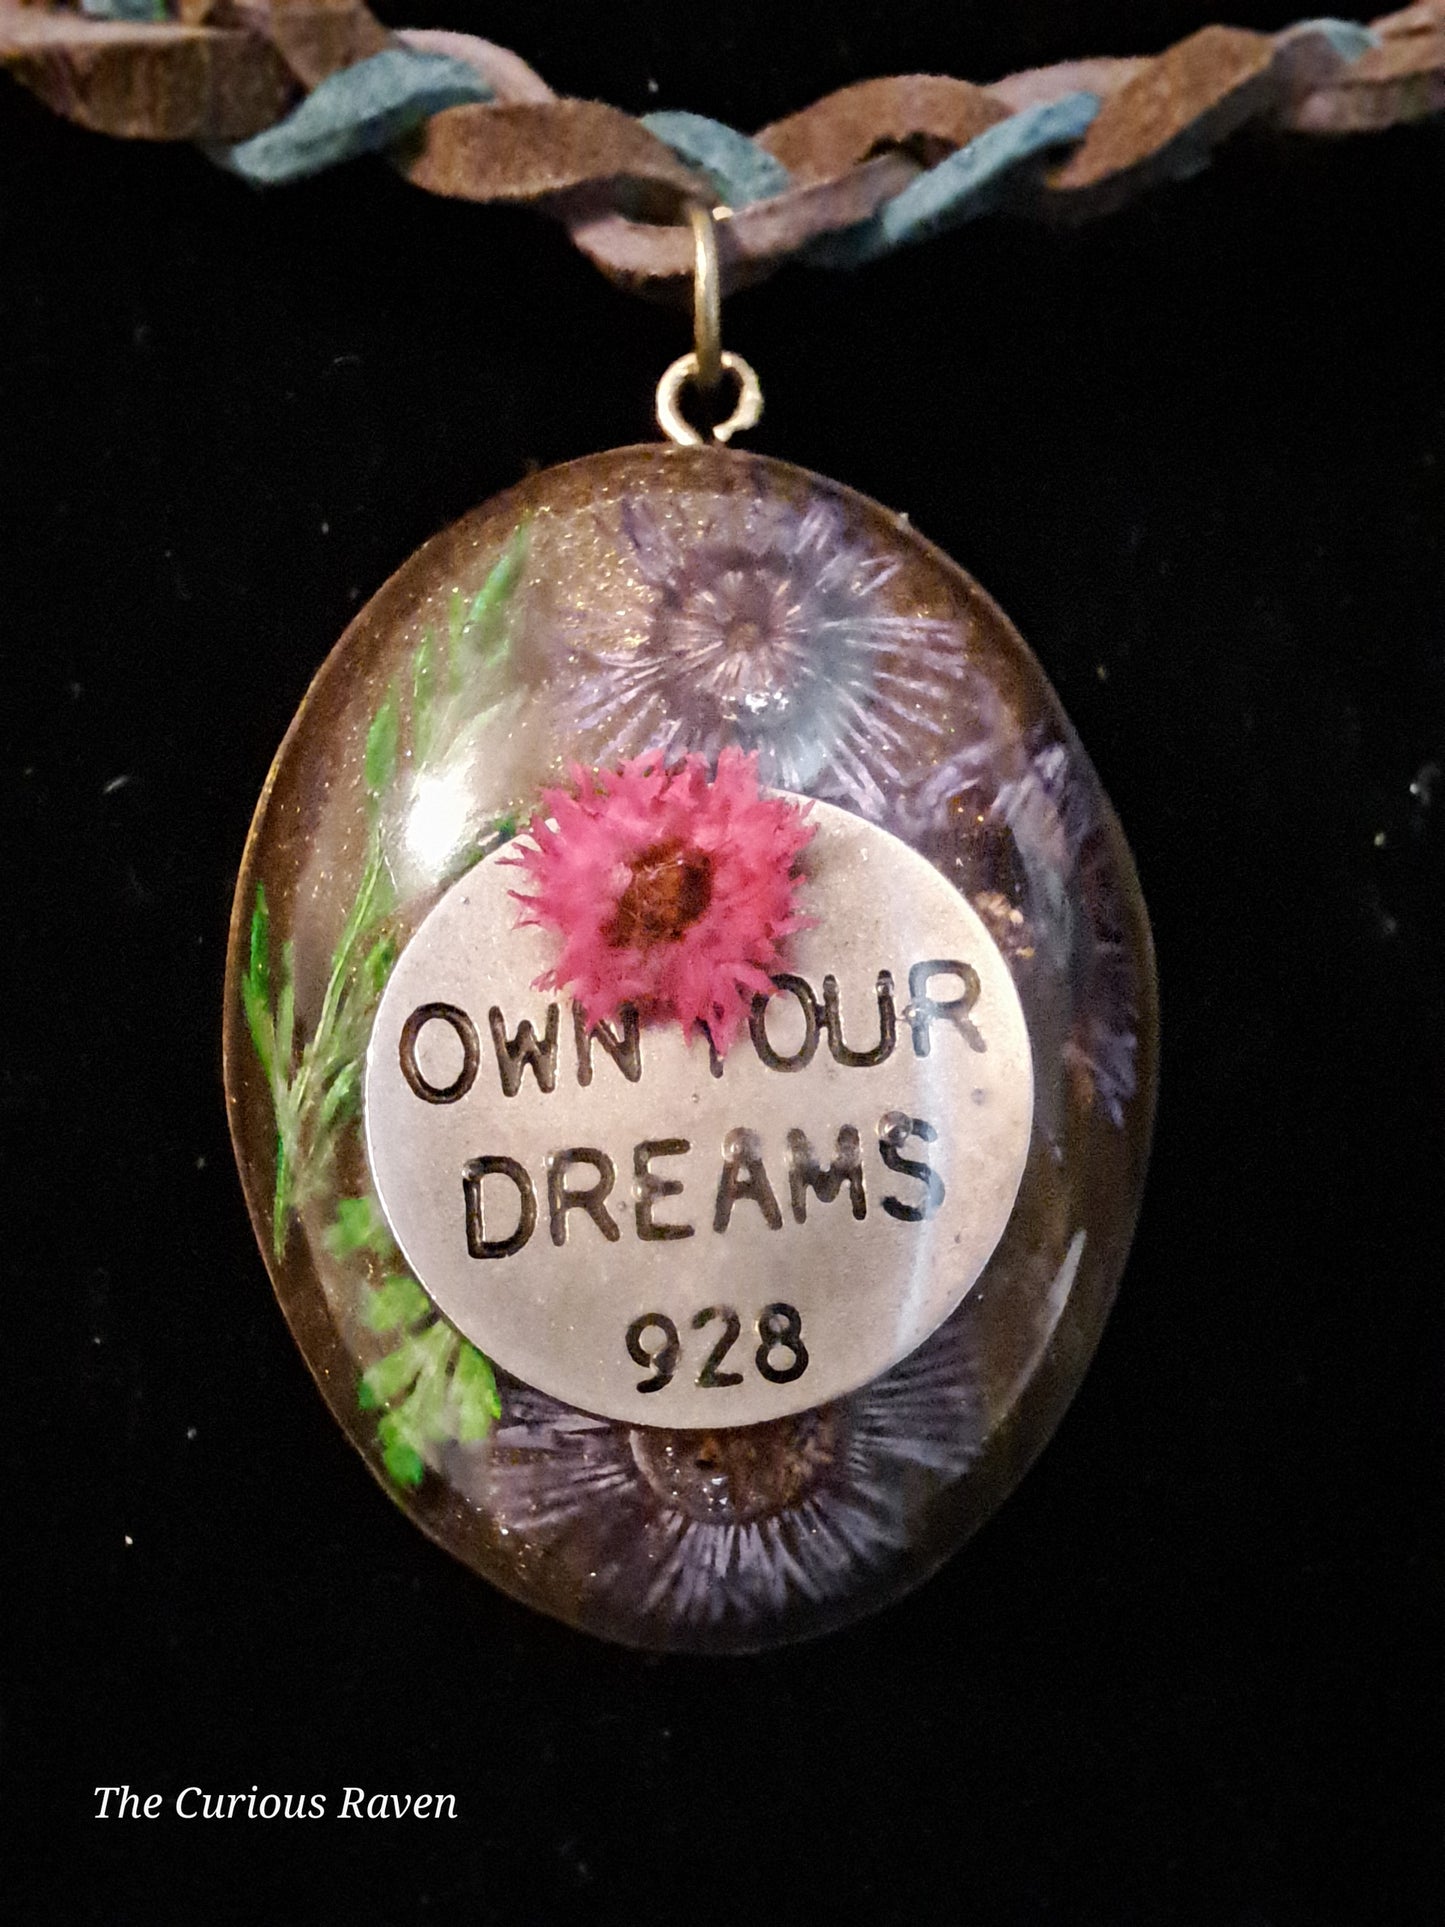 OWN YOUR
DREAMS
928
The Curious Raven